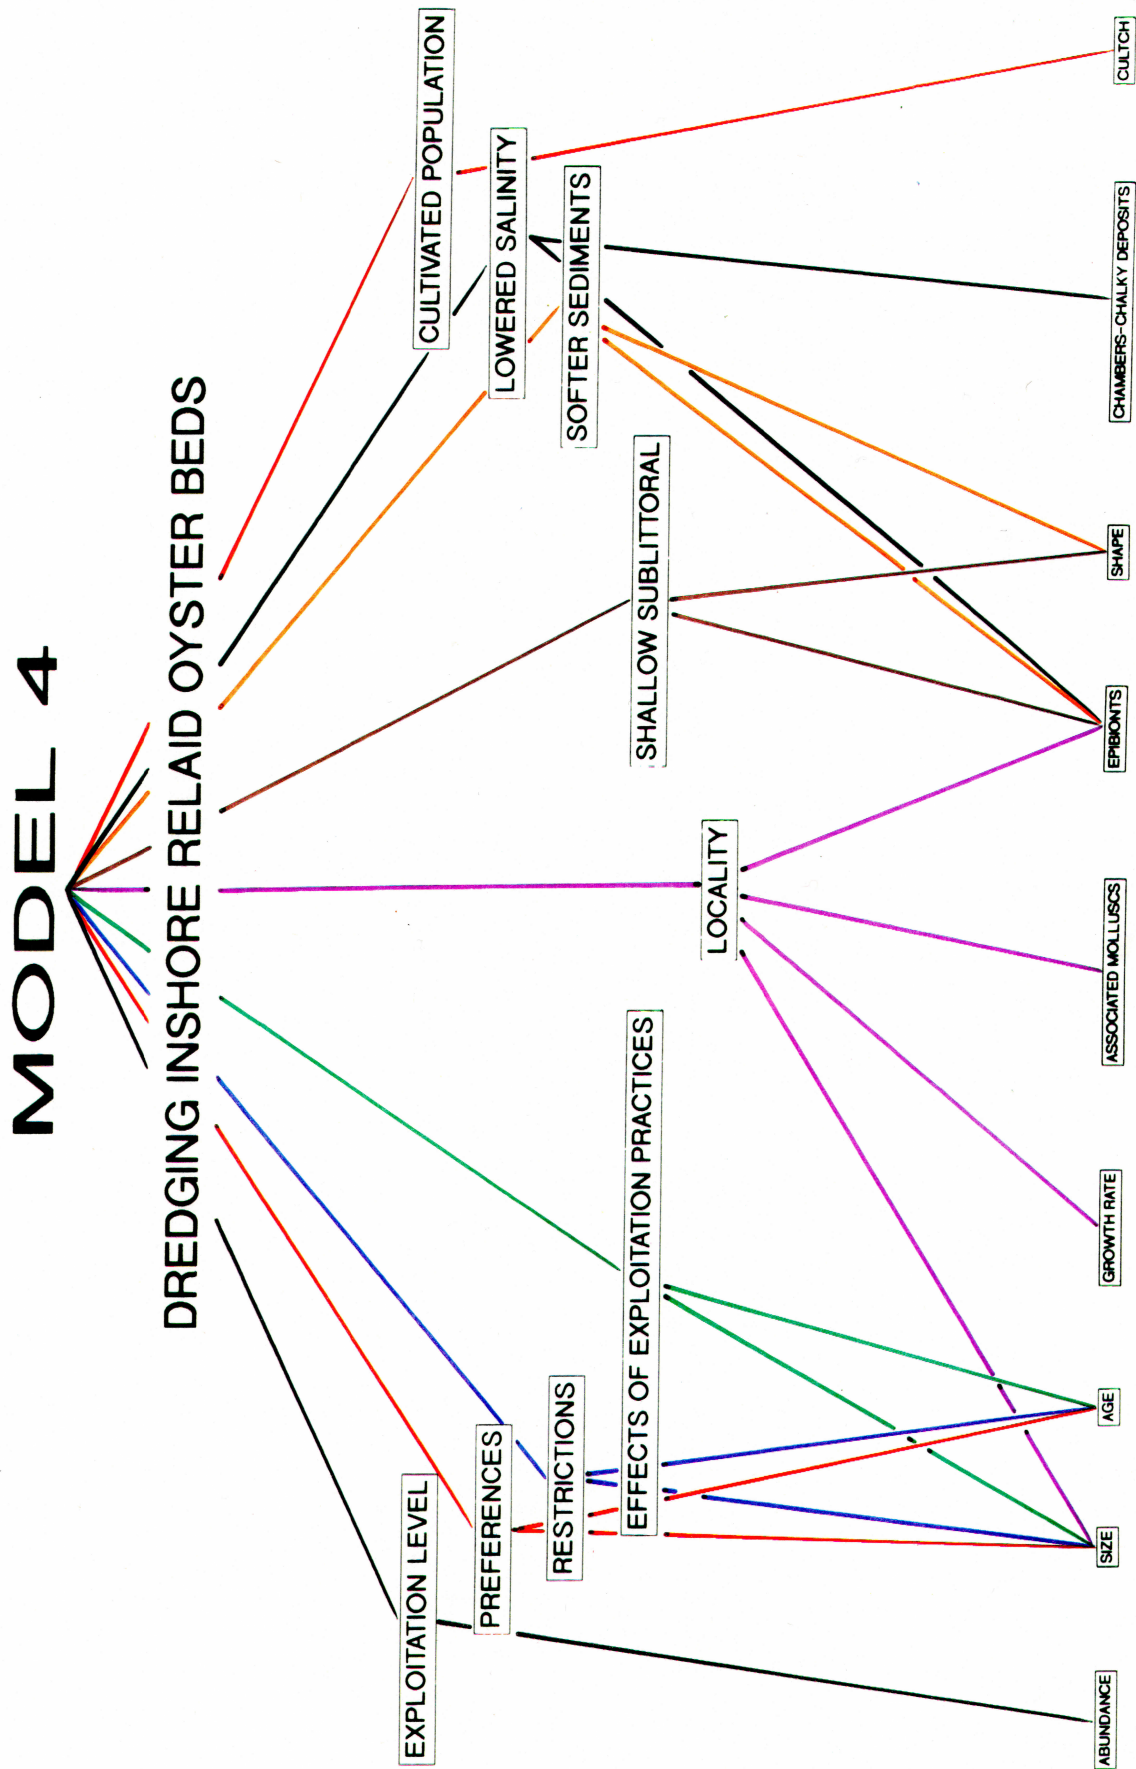 MODEL 4
DREDGING INSHORE RELAID OYSTER BEDS
EXPLOITATION LEVEL
CULTIVATED POPULATION
PREFERENCES
LOWERED SALINITY
RESTRICTIONS
SOFTER SEDIMENTS
EFFECTS OF EXPLOITATION PRACTICES
SHALLOW SUBLITTORAL
LOCALITY
ABUNDANCE
SIZE
AGE
GROWTH RATE
ASSOCIATED MOLLUSCS
EPIBIONTS
SHAPE
CHAMBERS-CHALKY DEPOSITS
CULTCH